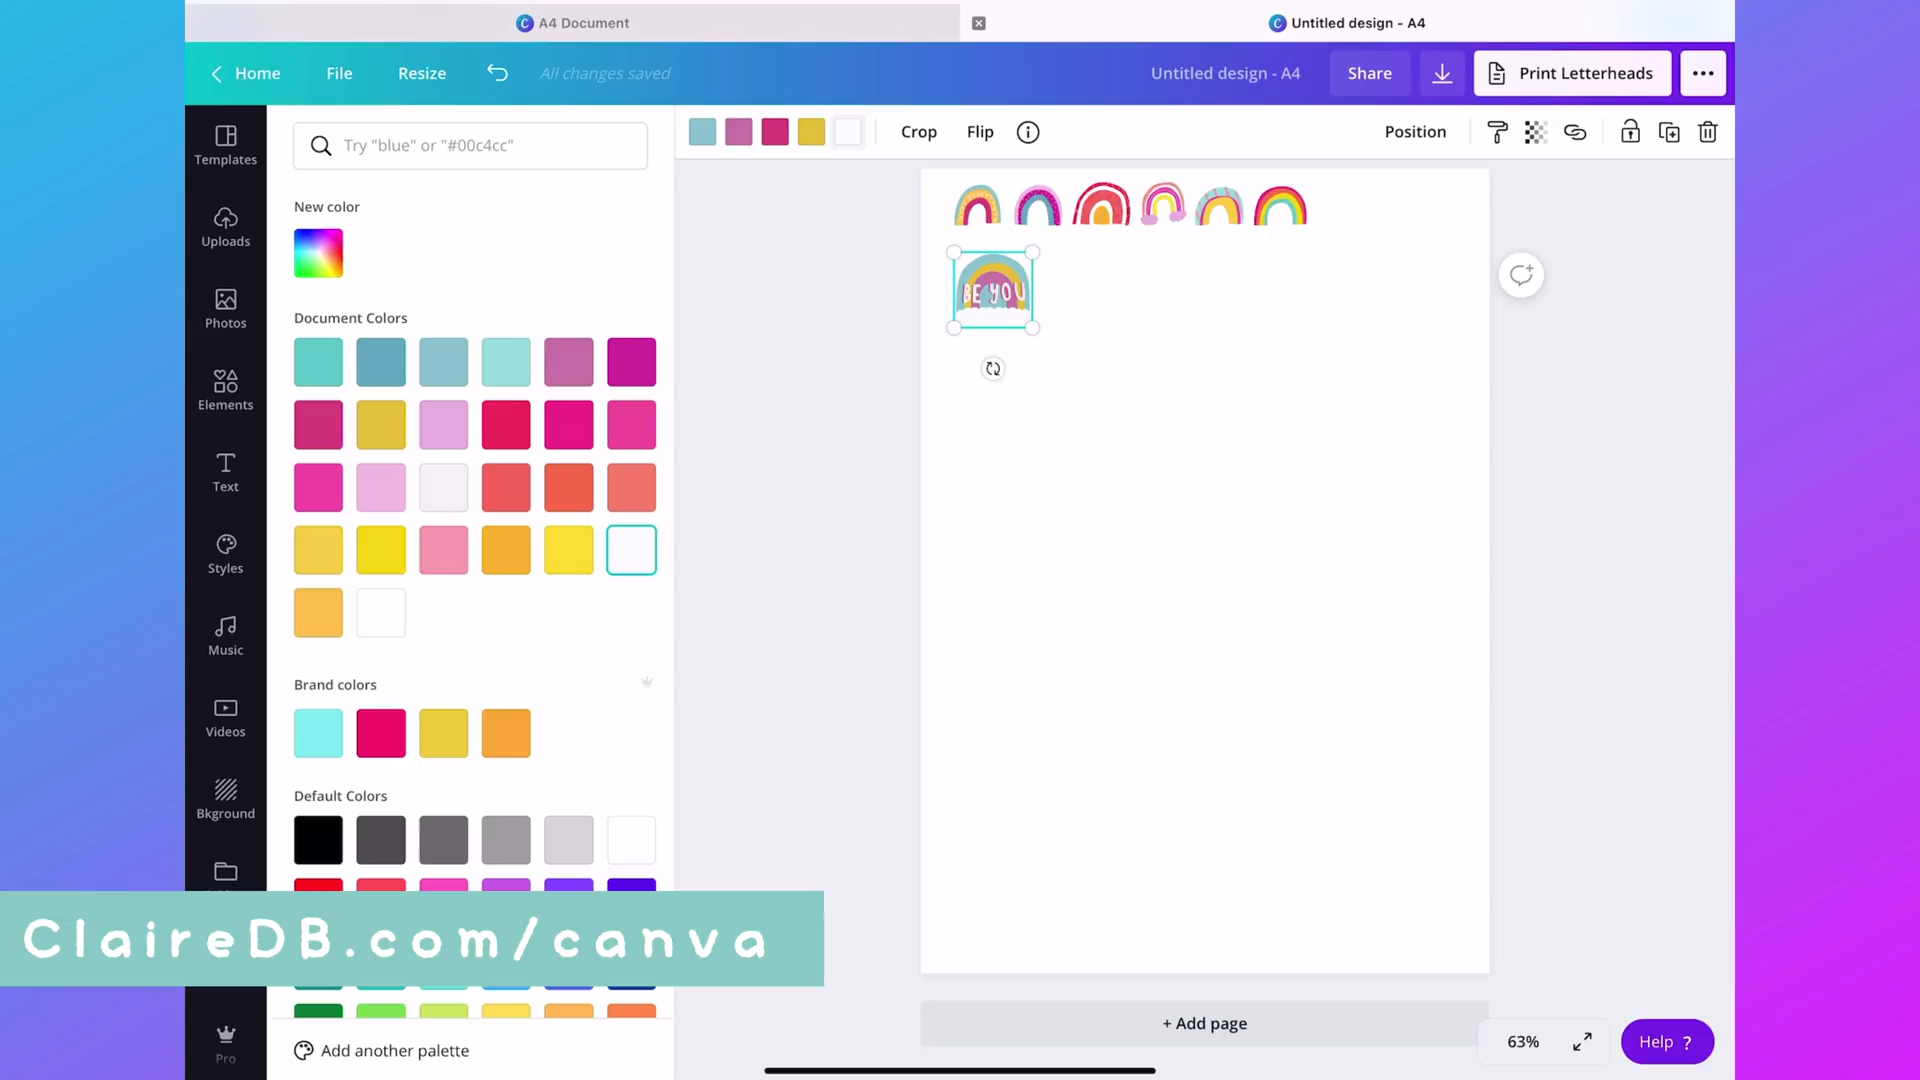 A4 Document
Untitled design - A4
Home
File
Resize
All changes saved
Untitled design - A4
Share
Print Letterheads
Templates
Uploads
Photos
Elements
Text
Styles
Music
Videos
Bkground
Pro
Try "blue" or "#00c4cc"
New color
Document Colors
Brand colors
Default Colors
Add another palette
Crop
Flip
Position
BE YOU
+ Add page
63%
Help ?
ClaireDB.com/canva